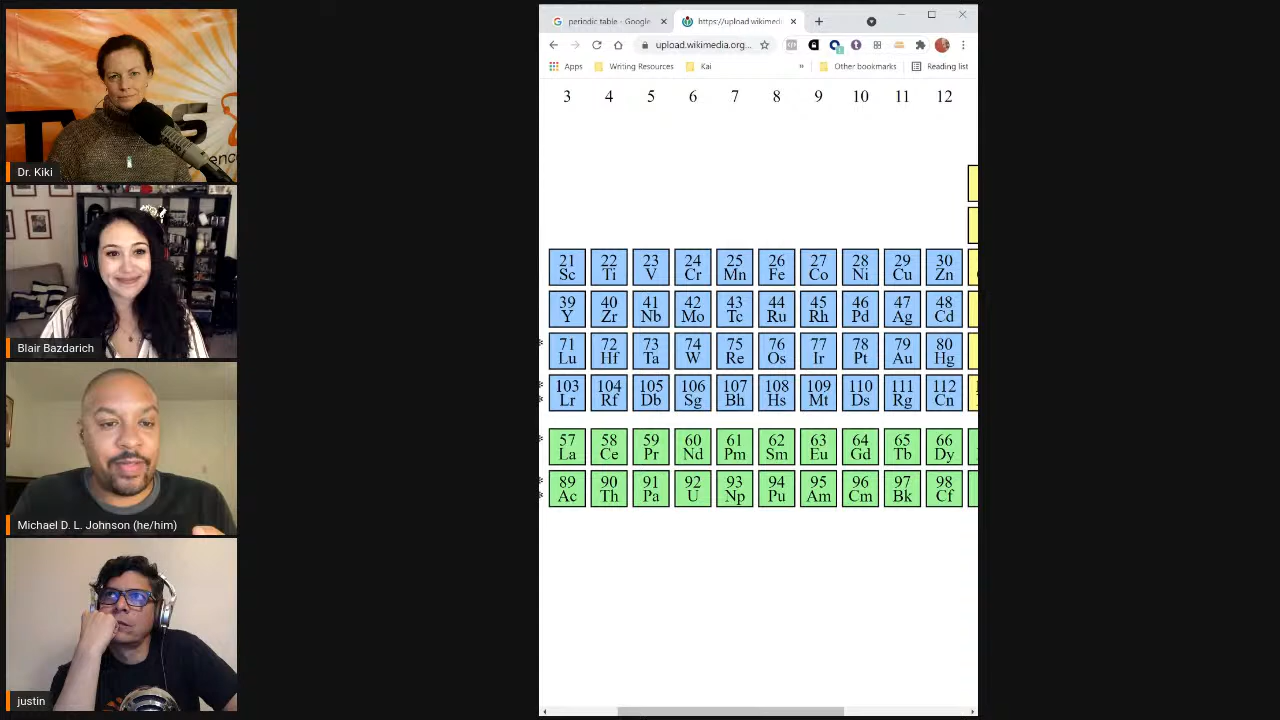 Dr. Kiki
Blair Bazdarich
Michael D. L. Johnson (he/him)
justin
periodic table - Google
https://upload.wikimedi
upload.wikimedia.org...
Apps Writing Resources Kai » Other bookmarks Reading list
3 4 5 6 7 8 9 10 11 12
21 22 23 24 25 26 27 28 29 30
Sc Ti V Cr Mn Fe Co Ni Cu Zn
39 40 41 42 43 44 45 46 47 48
Y Zr Nb Mo Tc Ru Rh Pd Ag Cd
71 72 73 74 75 76 77 78 79 80
Lu Hf Ta W Re Os Ir Pt Au Hg
103 104 105 106 107 108 109 110 111 112
Lr Rf Db Sg Bh Hs Mt Ds Rg Cn
57 58 59 60 61 62 63 64 65 66
La Ce Pr Nd Pm Sm Eu Gd Tb Dy
89 90 91 92 93 94 95 96 97 98
Ac Th Pa U Np Pu Am Cm Bk Cf